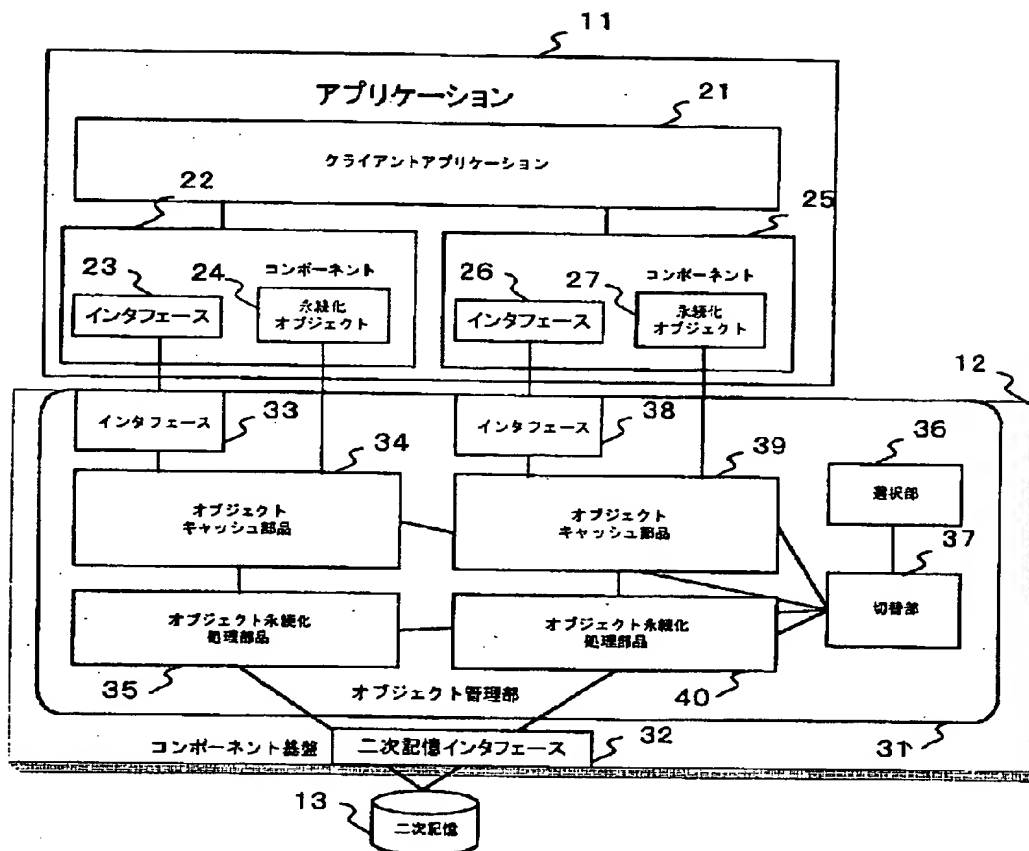 11
アプリケーション
21
クライアントアプリケーション
22
25
コンポーネント
23
24
インタフェース
永続化
オブジェクト
コンポーネント
26
27
インタフェース
永続化
オブジェクト
12
インタフェース
33
インタフェース
38
34
39
36
オブジェクト
キャッシュ部品
オブジェクト
キャッシュ部品
選択部
37
切替部
オブジェクト永続化
処理部品
オブジェクト永続化
処理部品
35
オブジェクト管理部
40
31
コンポーネント基盤
二次記憶インタフェース
32
13
二次記憶